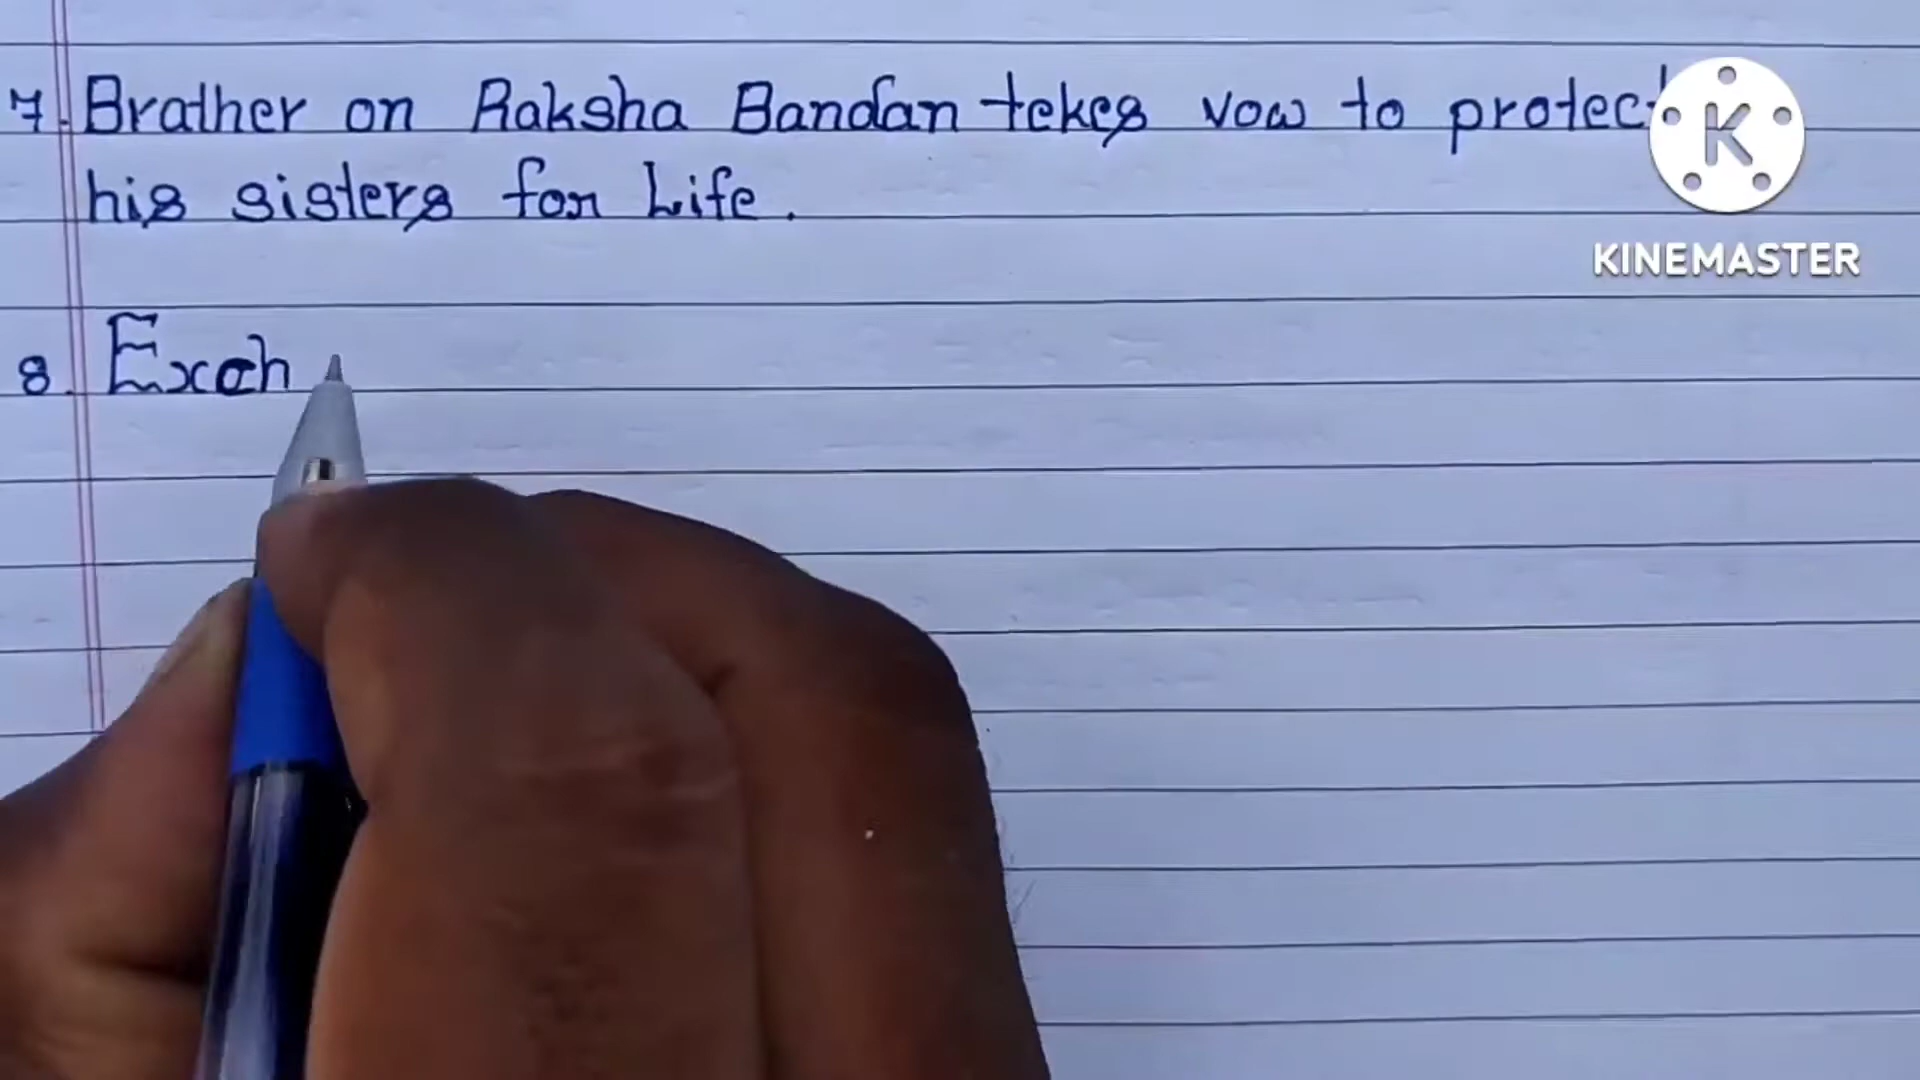 7. Brather on Raksha Bandan tekes vow to protect
his sisters for Life.
8. Exch
K
KINEMASTER